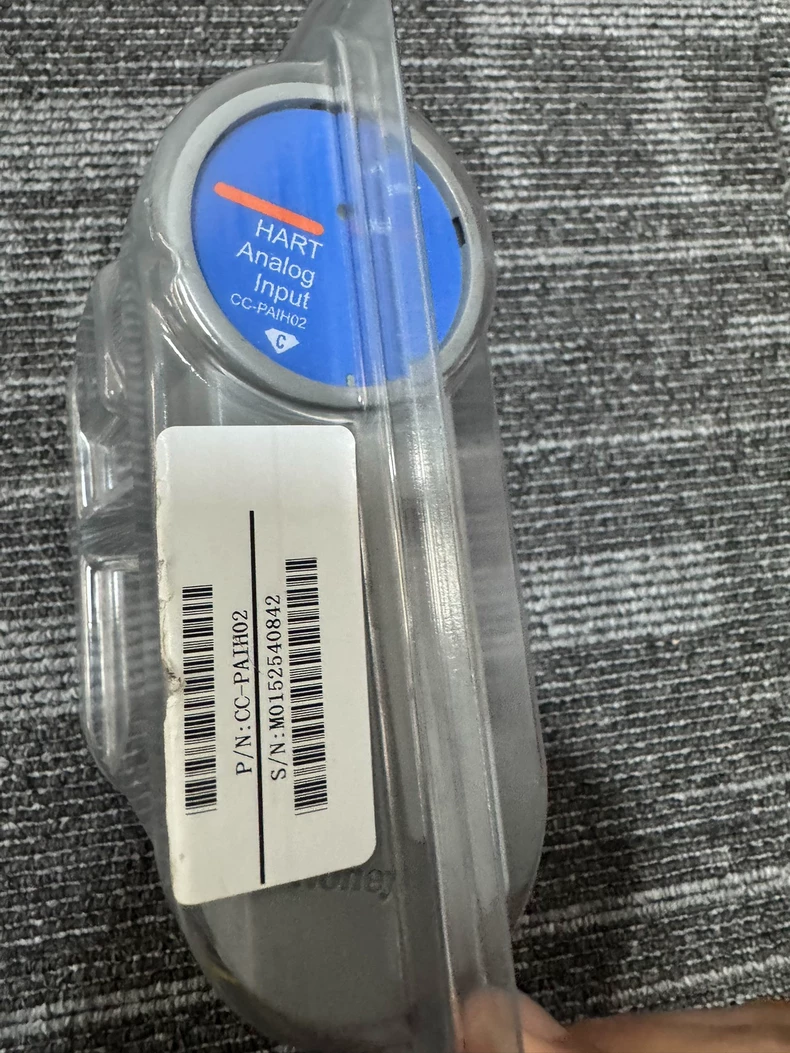 HART
Analog
Input
CC-PAIH02
C
P/N:CC-PAIH02
S/N:M0152540842